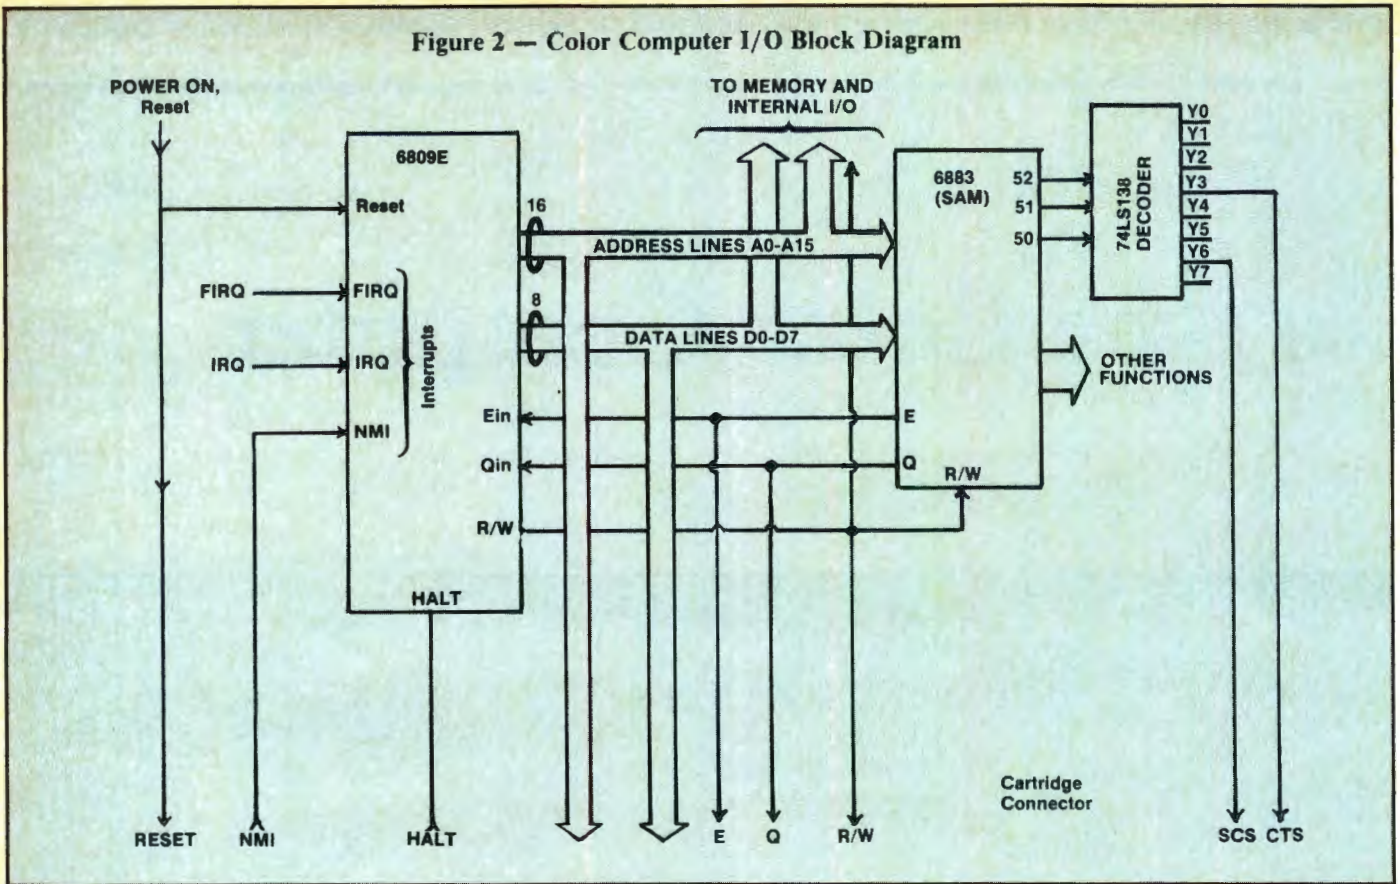 Figure 2 — Color Computer I/O Block Diagram
POWER ON,
Reset
TO MEMORY AND
INTERNAL I/O
6809E
Reset
FIRQ
FIRQ
IRQ
IRQ
NMI
Interrupts
Ein
Qin
R/W
HALT
16
ADDRESS LINES A0-A15
8
DATA LINES D0-D7
6883
(SAM)
52
51
50
E
Q
R/W
74LS138
DECODER
Y0
Y1
Y2
Y3
Y4
Y5
Y6
Y7
OTHER
FUNCTIONS
Cartridge
Connector
RESET
NMI
HALT
E
Q
R/W
SCS
CTS